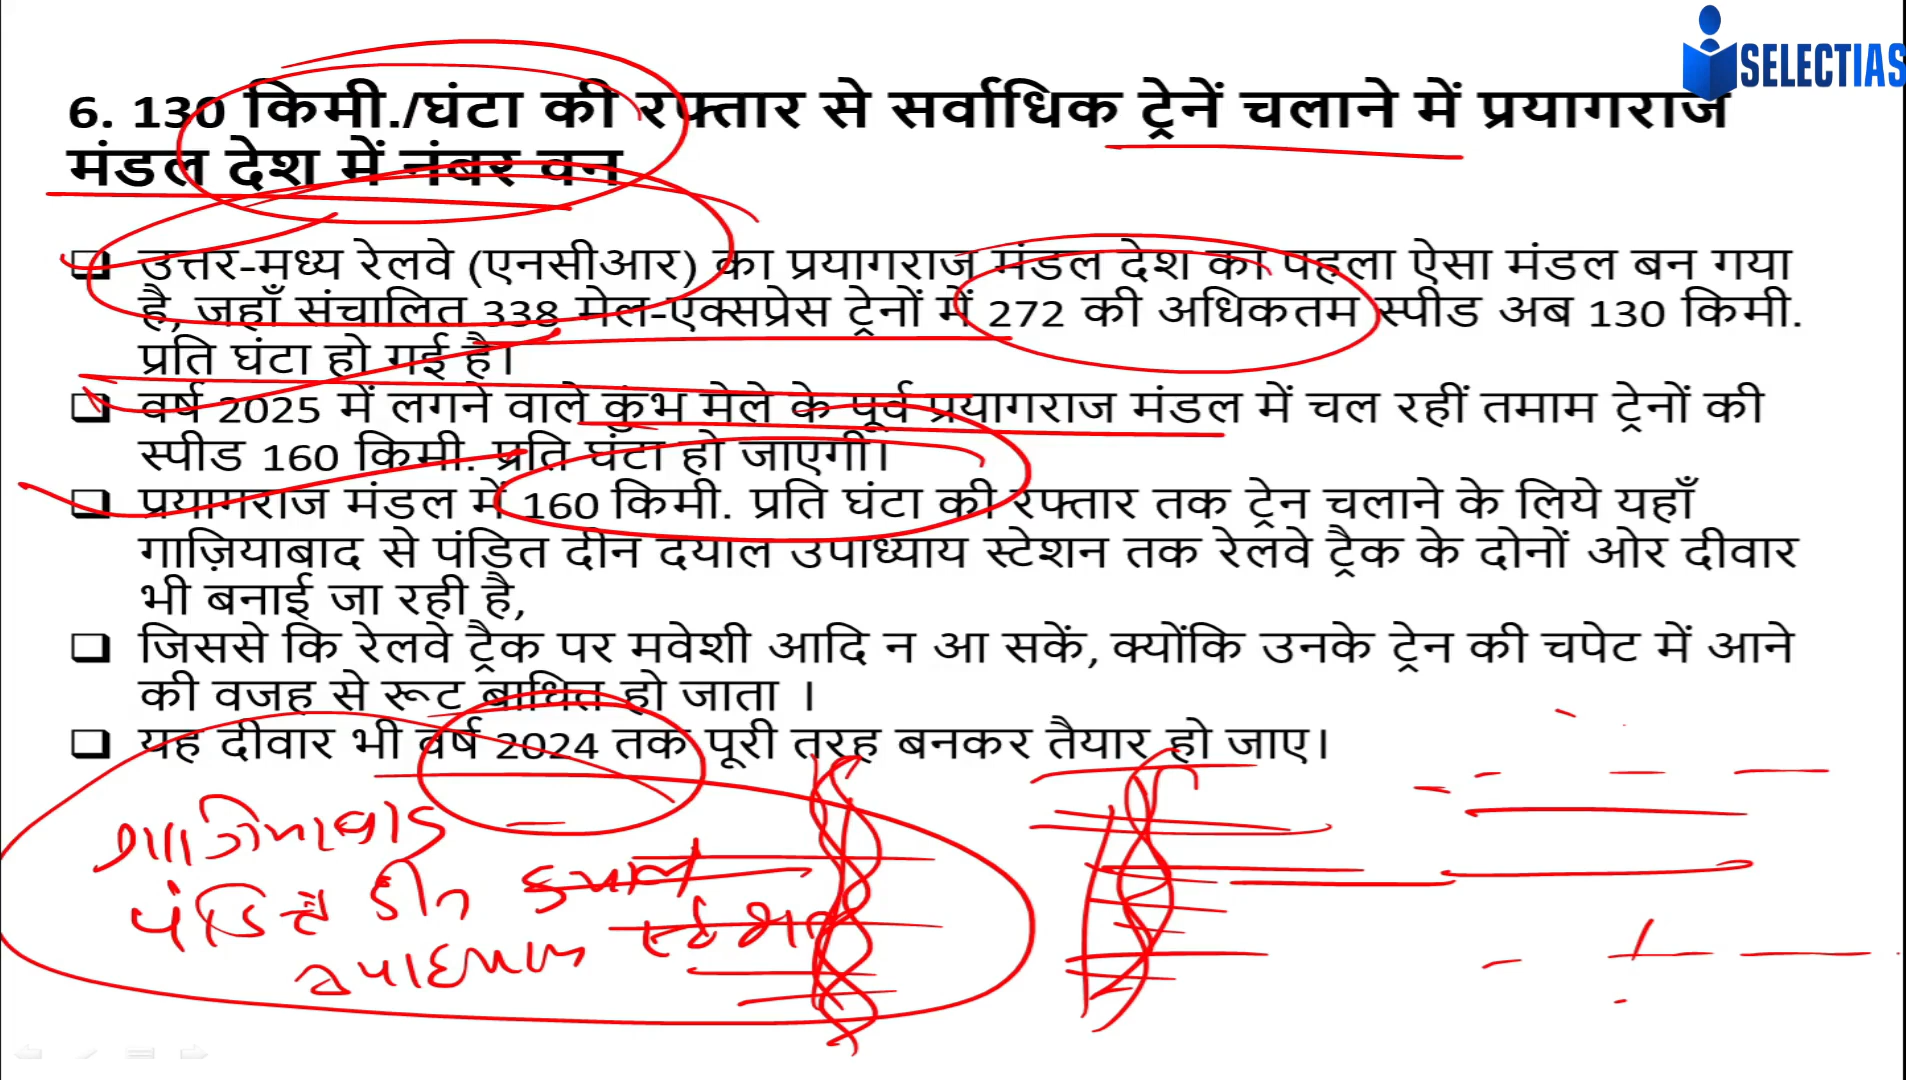 SELECTIAS
6. 130 किमी./घंटा की रफ्तार से सर्वाधिक ट्रेनें चलाने में प्रयागराज
मंडल देश में नंबर वन
❑ उत्तर-मध्य रेलवे (एनसीआर) का प्रयागराज मंडल देश का पहला ऐसा मंडल बन गया
है, जहाँ संचालित 338 मेल-एक्सप्रेस ट्रेनों में 272 की अधिकतम स्पीड अब 130 किमी.
प्रति घंटा हो गई है।
❑ वर्ष 2025 में लगने वाले कुंभ मेले के पूर्व प्रयागराज मंडल में चल रहीं तमाम ट्रेनों की
स्पीड 160 किमी. प्रति घंटा हो जाएगी।
❑ प्रयागराज मंडल में 160 किमी. प्रति घंटा की रफ्तार तक ट्रेन चलाने के लिये यहाँ
गाज़ियाबाद से पंडित दीन दयाल उपाध्याय स्टेशन तक रेलवे ट्रैक के दोनों ओर दीवार
भी बनाई जा रही है,
❑ जिससे कि रेलवे ट्रैक पर मवेशी आदि न आ सकें, क्योंकि उनके ट्रेन की चपेट में आने
की वजह से रूट बाधित हो जाता ।
❑ यह दीवार भी वर्ष 2024 तक पूरी तरह बनकर तैयार हो जाए।
गाजियाबाद
पंडित दीन